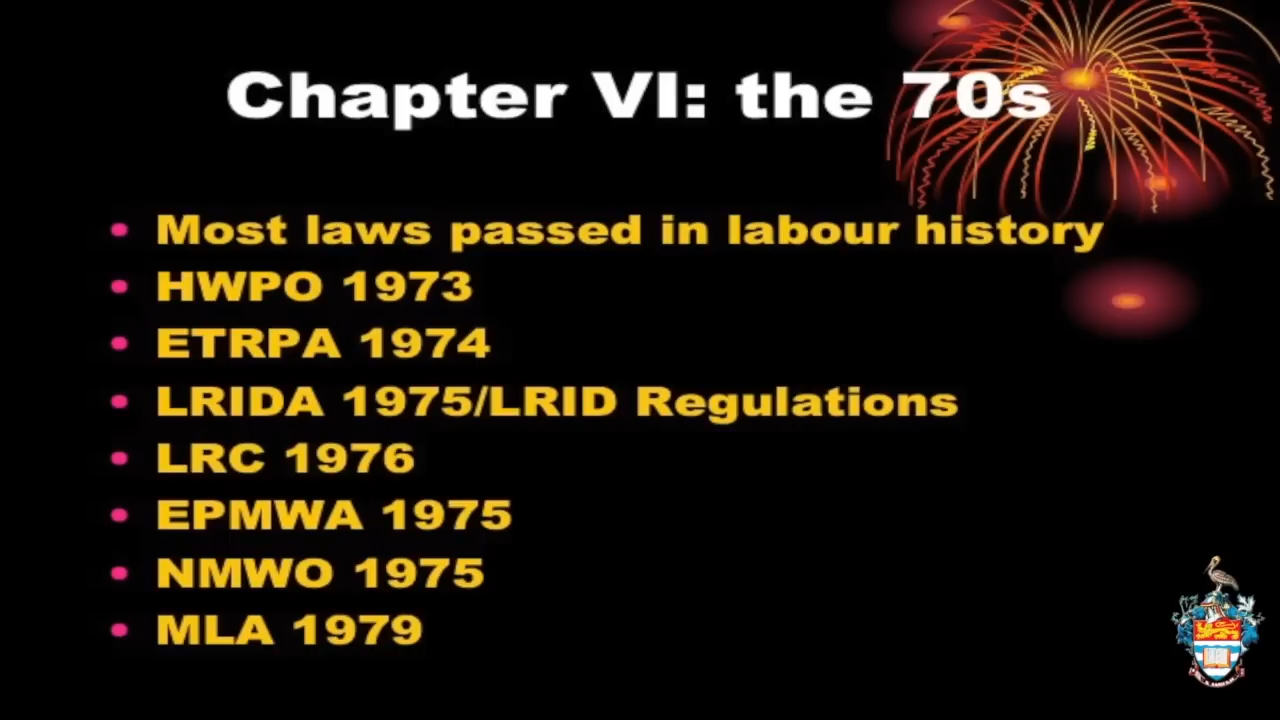 Chapter VI: the 70s
• Most laws passed in labour history
• HWPO 1973
• ETRPA 1974
• LRIDA 1975/LRID Regulations
• LRC 1976
• EPMWA 1975
• NMWO 1975
• MLA 1979